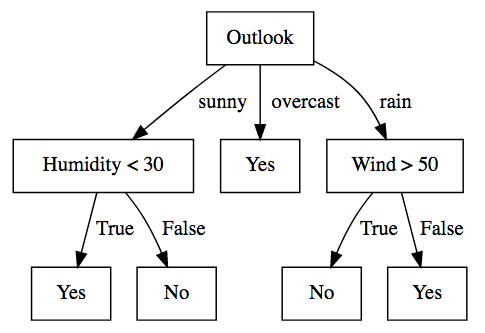 Outlook
sunny
overcast
rain
Humidity < 30
Yes
Wind > 50
True
False
True
False
Yes
No
No
Yes